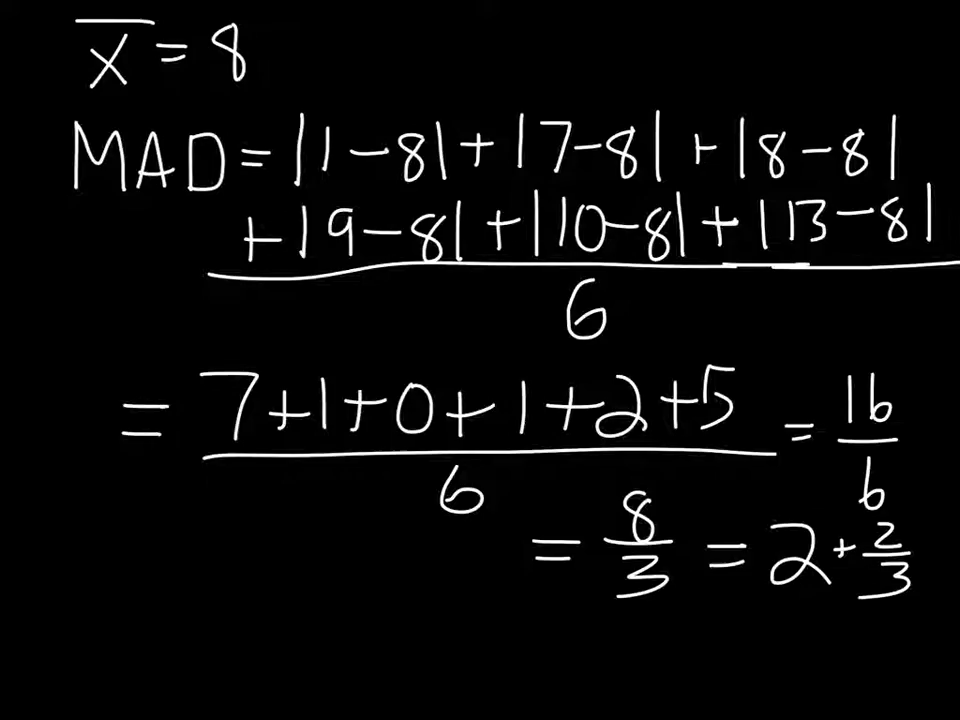 x̄ = 8
MAD = |1-8| + |7-8| + |8-8|
+ |9-8| + |10-8| + |13-8|
6
= 7+1+0+1+2+5 = 16
6 6
= 8/3 = 2 + 2/3